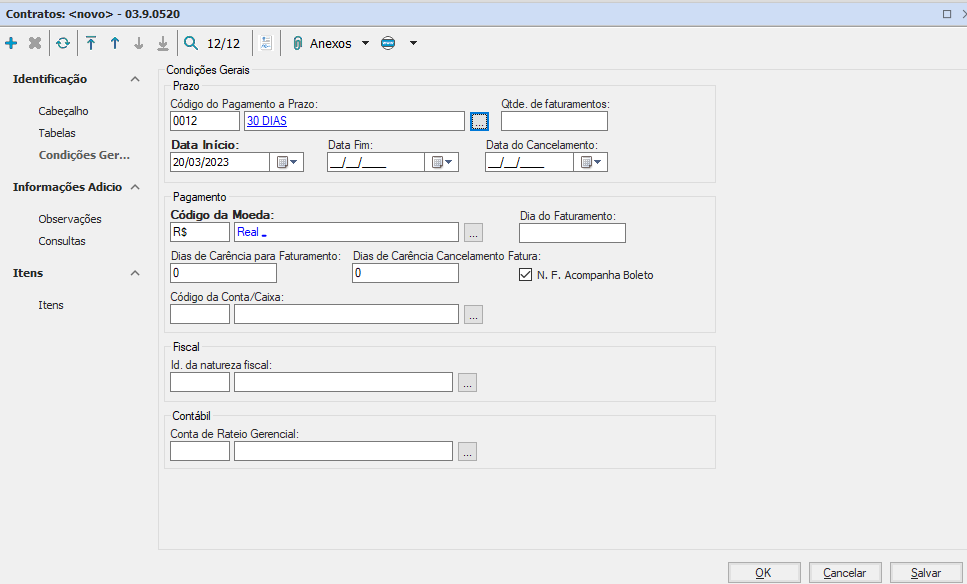 Contratos: <novo> - 03.9.0520
12/12 Anexos
Identificação
Cabeçalho
Tabelas
Condições Ger...
Informações Adicio
Observações
Consultas
Itens
Itens
Condições Gerais
Prazo
Código do Pagamento a Prazo: Qtde. de faturamentos:
0012 30 DIAS ...
Data Início: Data Fim: Data do Cancelamento:
20/03/2023 __/__/____ __/__/____
Pagamento
Código da Moeda: Dia do Faturamento:
R$ Real ...
Dias de Carência para Faturamento: Dias de Carência Cancelamento Fatura:
0 0 N. F. Acompanha Boleto
Código da Conta/Caixa:
...
Fiscal
Id. da natureza fiscal:
...
Contábil
Conta de Rateio Gerencial:
...
OK Cancelar Salvar